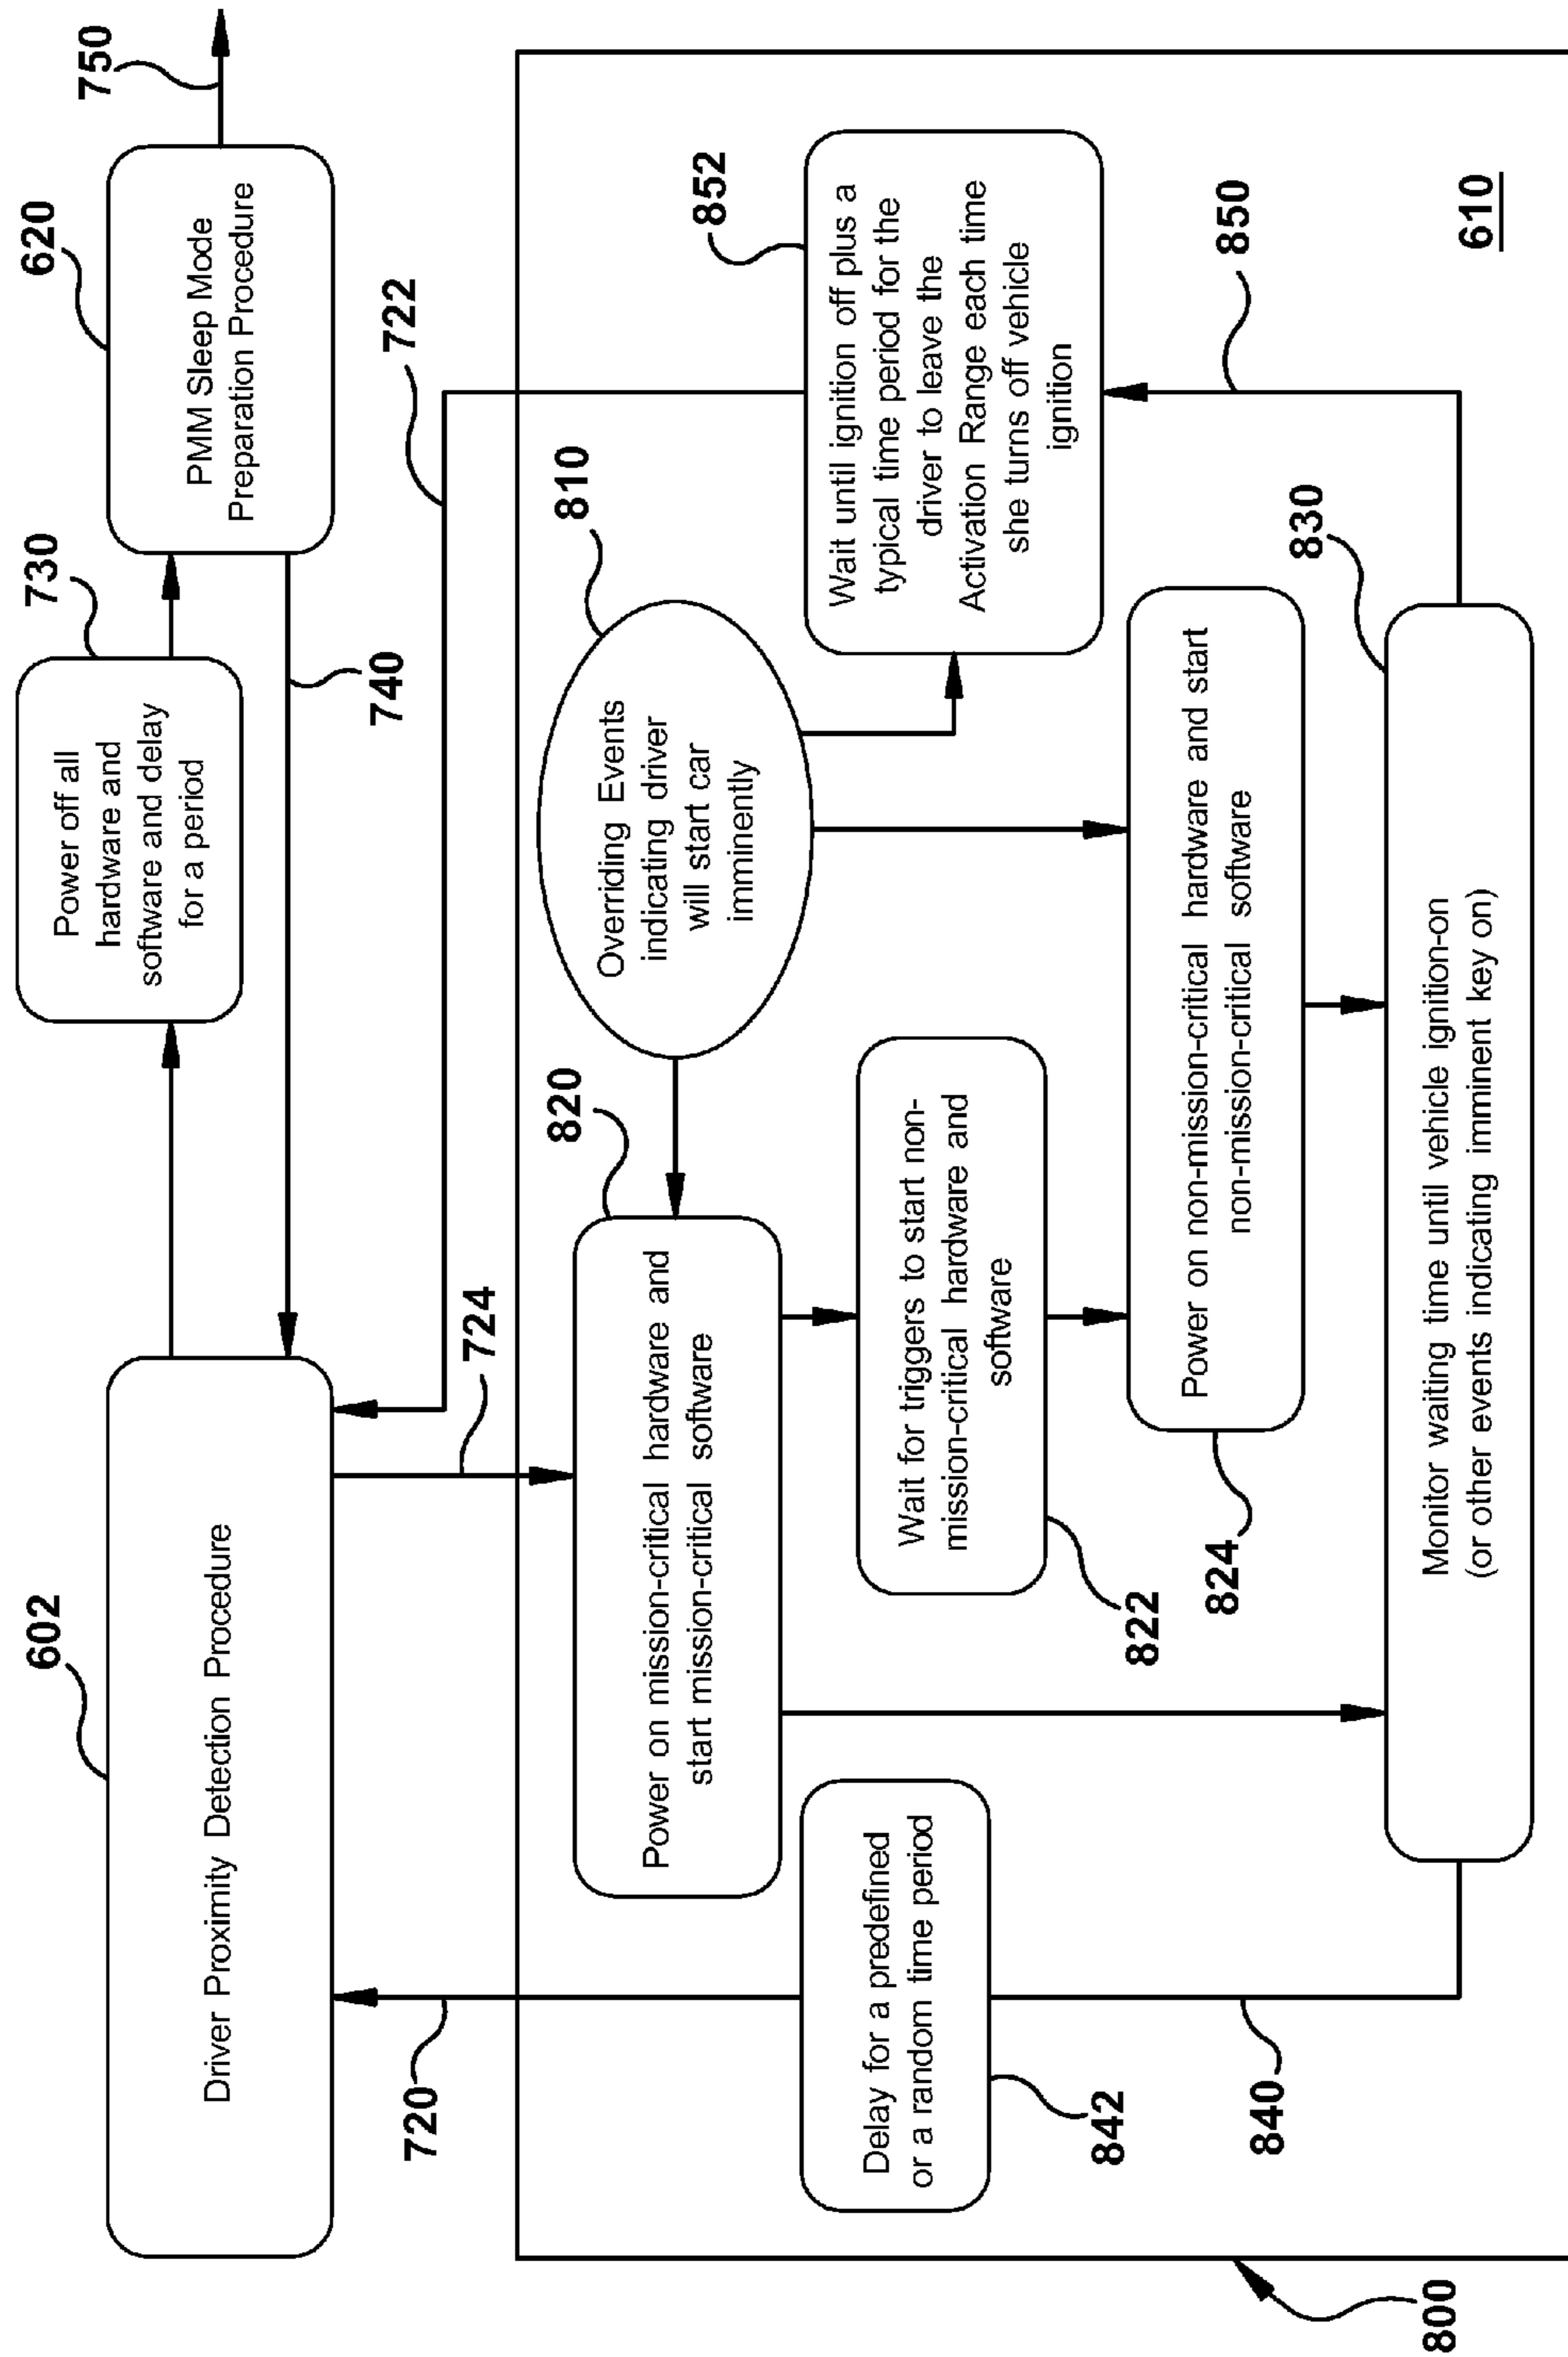 602
Driver Proximity Detection Procedure
730
Power off all
hardware and
software and delay
for a period
620
PMM Sleep Mode
Preparation Procedure
750
740
720
724
722
800
820
Power on mission-critical hardware and
start mission-critical software
810
Overriding Events
indicating driver
will start car
imminently
842
Delay for a predefined
or a random time period
822
Wait for triggers to start non-
mission-critical hardware and
software
852
Wait until ignition off plus a
typical time period for the
driver to leave the
Activation Range each time
she turns off vehicle
ignition
824
Power on non-mission-critical hardware and start
non-mission-critical software
840
830
Monitor waiting time until vehicle ignition-on
(or other events indicating imminent key on)
850
610